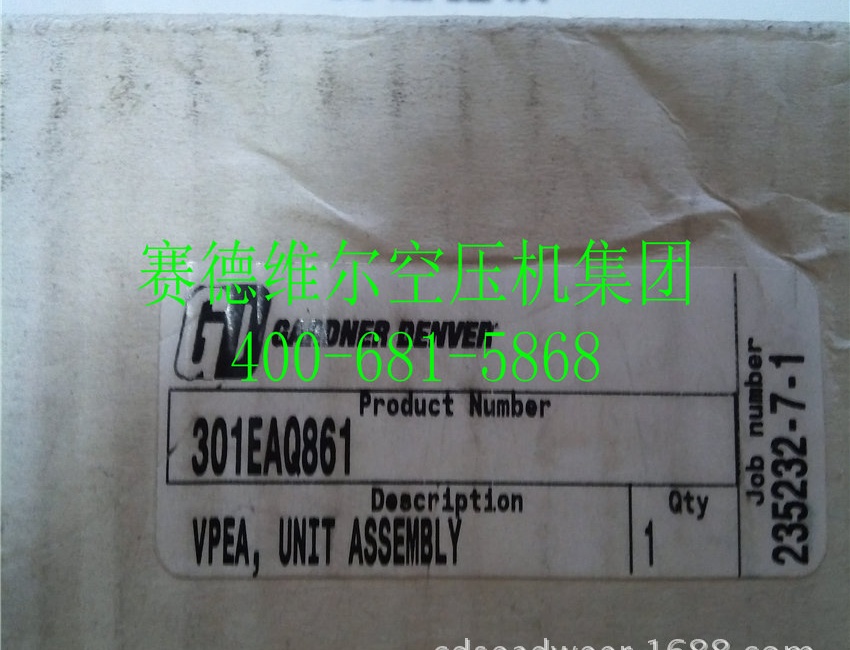 赛德维尔空压机集团
GD GARDNER DENVER
400-681-5868
Product Number
301EAQ861
Description
VPEA, UNIT ASSEMBLY
Qty
1
Job number
235232-7-1